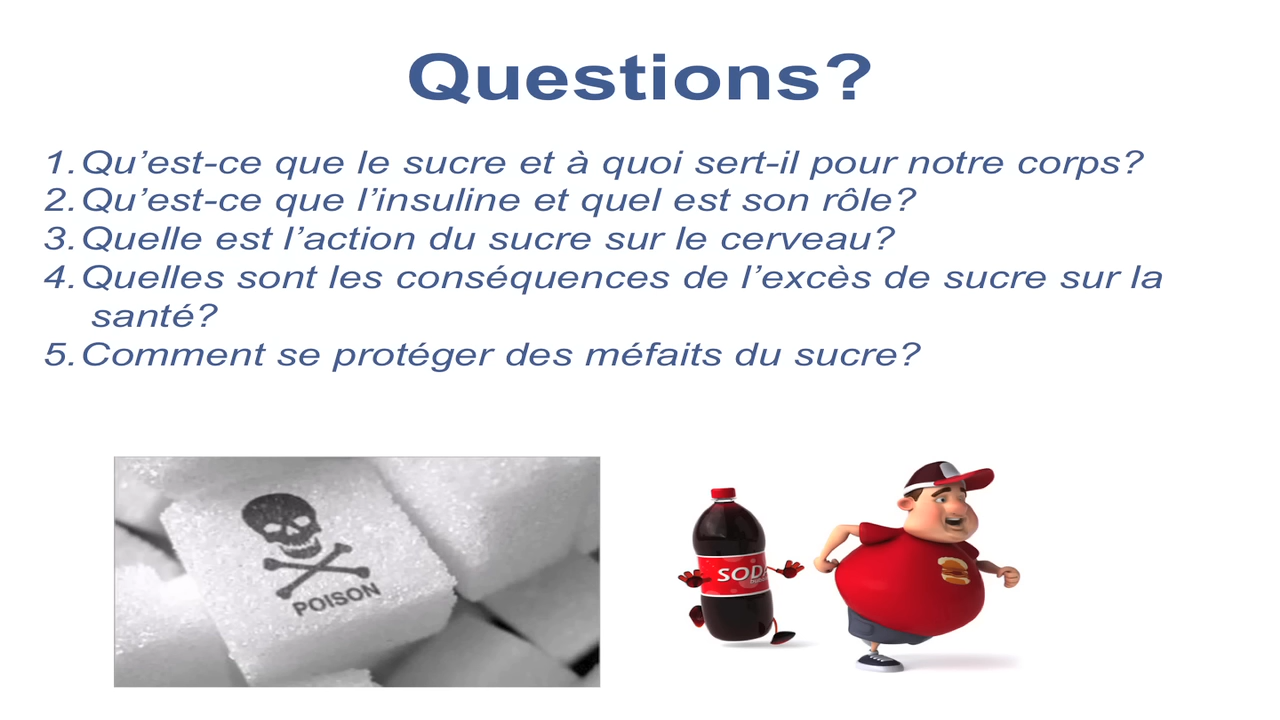 Questions?
1.Qu’est-ce que le sucre et à quoi sert-il pour notre corps?
2.Qu’est-ce que l’insuline et quel est son rôle?
3.Quelle est l’action du sucre sur le cerveau?
4.Quelles sont les conséquences de l’excès de sucre sur la
santé?
5.Comment se protéger des méfaits du sucre?
POISON
SODA